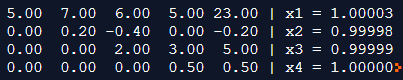 5.00 7.00 6.00 5.00 23.00 | x1 = 1.00003
0.00 0.20 -0.40 0.00 -0.20 | x2 = 0.99998
0.00 0.00 2.00 3.00 5.00 | x3 = 0.99999
0.00 0.00 0.00 0.50 0.50 | x4 = 1.00000>